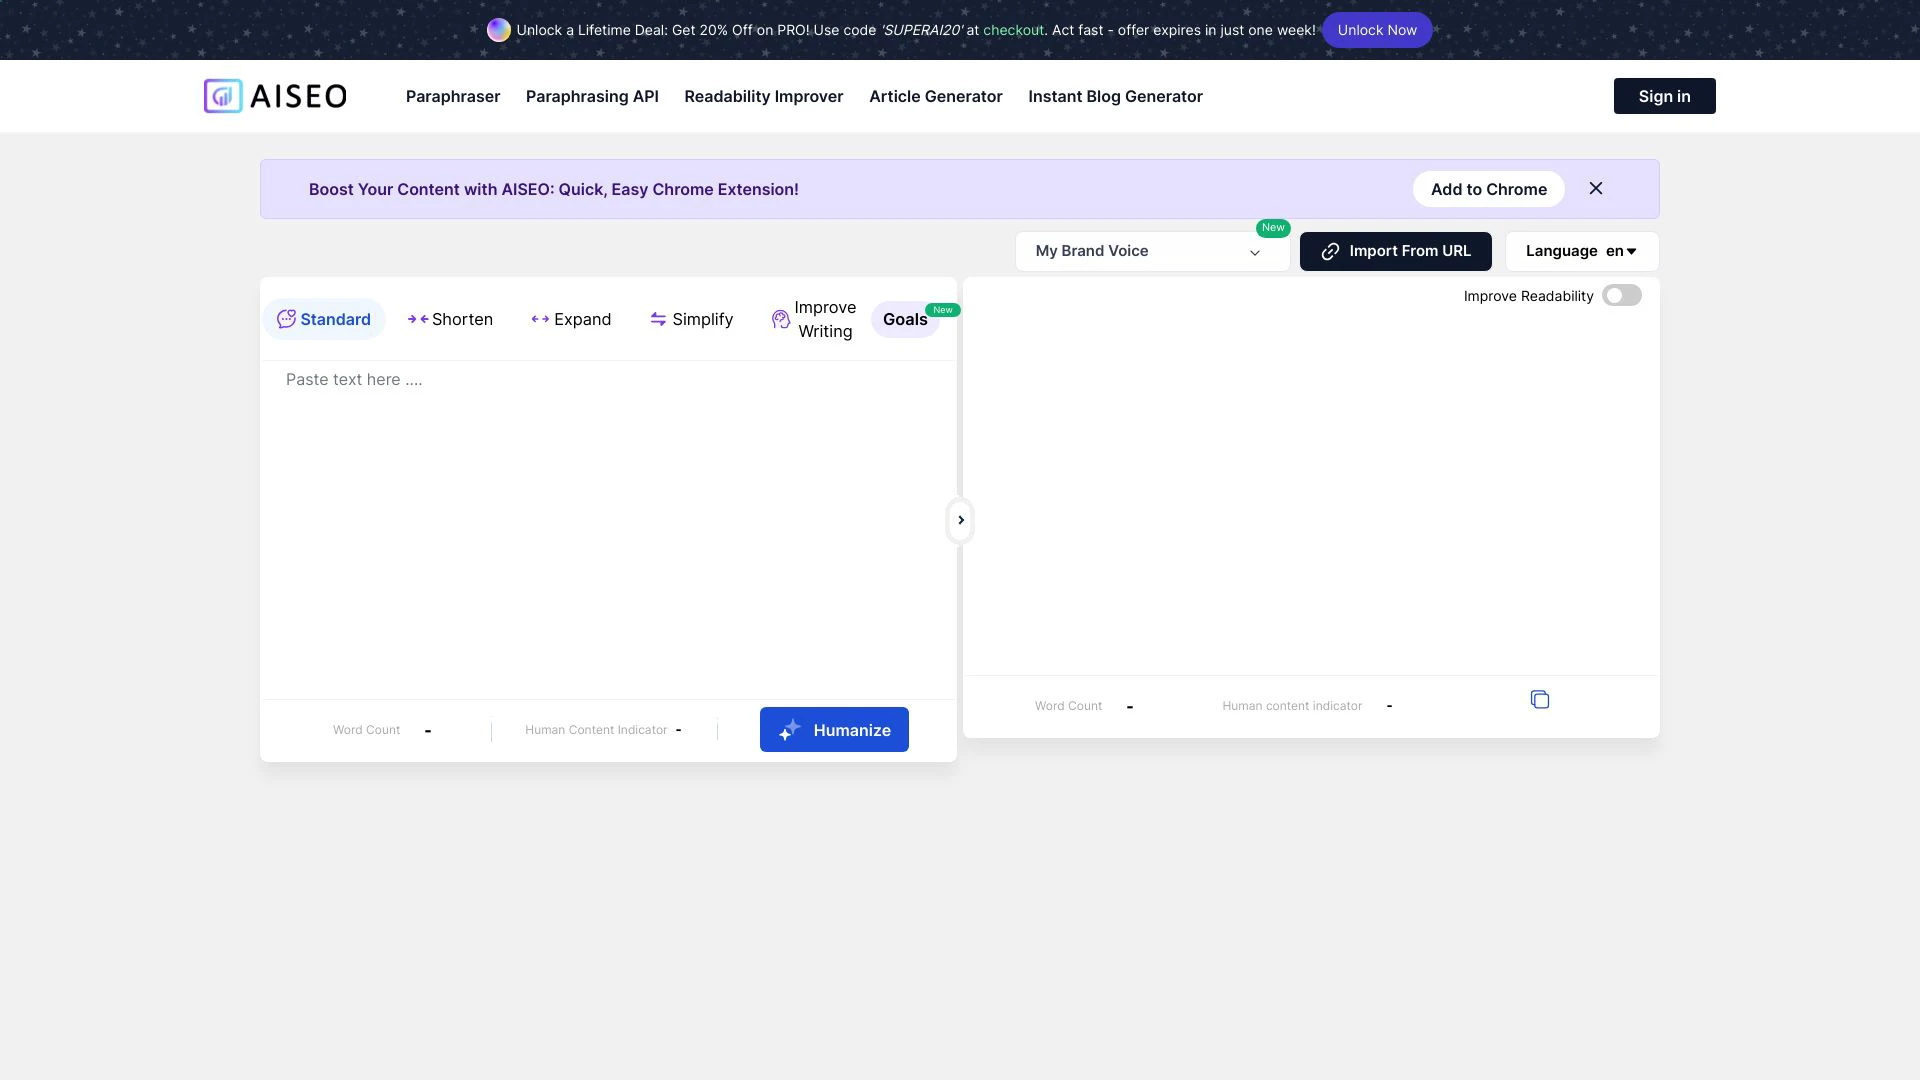 Unlock a Lifetime Deal: Get 20% Off on PRO! Use code 'SUPERAI20' at checkout. Act fast - offer expires in just one week! Unlock Now
AISEO Paraphraser Paraphrasing API Readability Improver Article Generator Instant Blog Generator Sign in
Boost Your Content with AISEO: Quick, Easy Chrome Extension! Add to Chrome
New
My Brand Voice Import From URL Language en
Improve Readability
Standard Shorten Expand Simplify Improve Writing Goals New
Paste text here ....
Word Count - Human Content Indicator - Humanize
Word Count - Human content indicator -